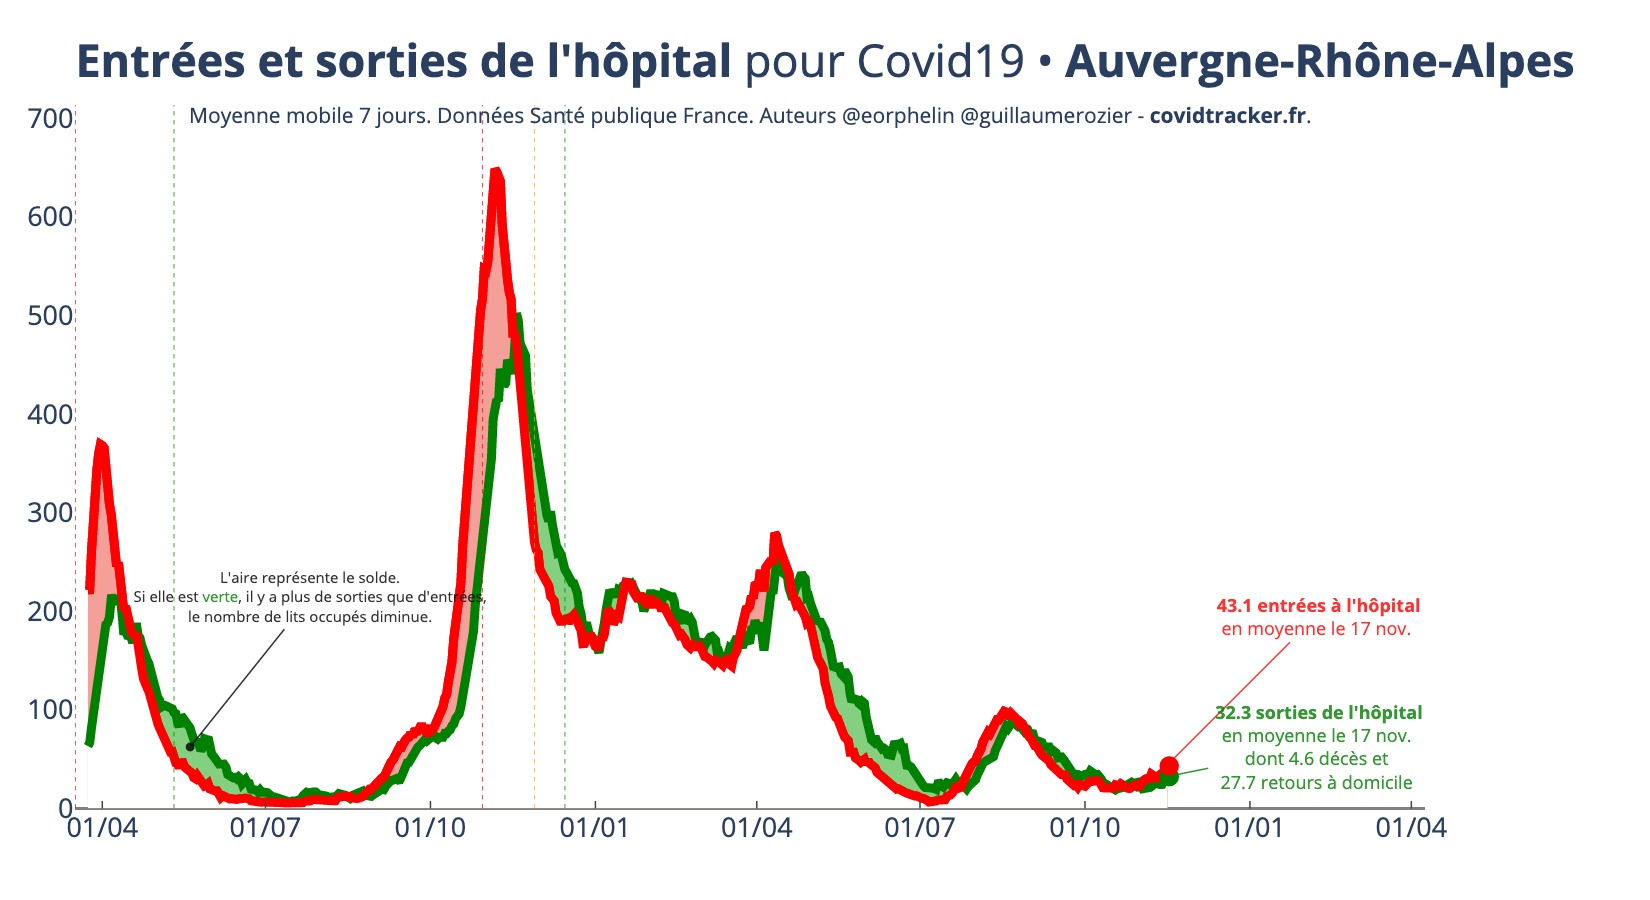 Entrées et sorties de l'hôpital pour Covid19 • Auvergne-Rhône-Alpes
Moyenne mobile 7 jours. Données Santé publique France. Auteurs @eorphelin @guillaumerozier - covidtracker.fr.
700
600
500
400
300
200
100
0
L'aire représente le solde.
Si elle est verte, il y a plus de sorties que d'entrées,
le nombre de lits occupés diminue.
43.1 entrées à l'hôpital
en moyenne le 17 nov.
32.3 sorties de l'hôpital
en moyenne le 17 nov.
dont 4.6 décès et
27.7 retours à domicile
01/04 01/07 01/10 01/01 01/04 01/07 01/10 01/01 01/04